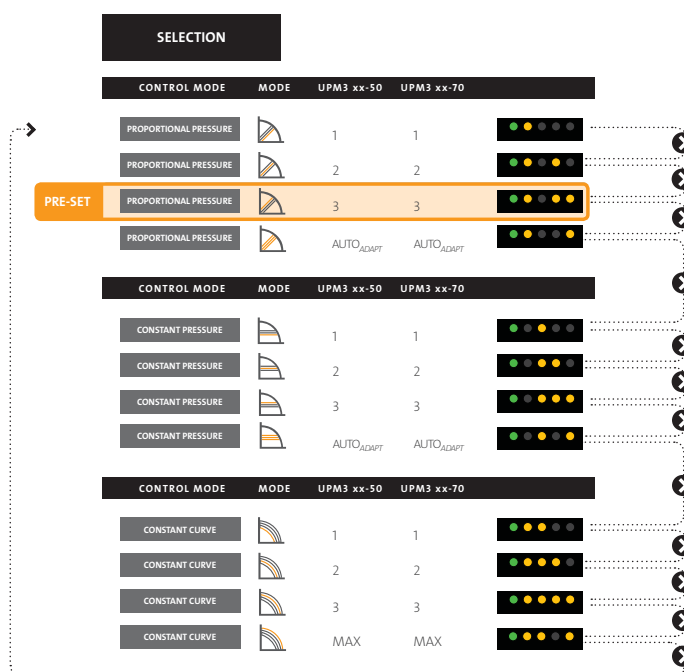 SELECTION
CONTROL MODE MODE UPM3 xx-50 UPM3 xx-70
PROPORTIONAL PRESSURE 1 1
PROPORTIONAL PRESSURE 2 2
PRE-SET PROPORTIONAL PRESSURE 3 3
PROPORTIONAL PRESSURE AUTOADAPT AUTOADAPT
CONTROL MODE MODE UPM3 xx-50 UPM3 xx-70
CONSTANT PRESSURE 1 1
CONSTANT PRESSURE 2 2
CONSTANT PRESSURE 3 3
CONSTANT PRESSURE AUTOADAPT AUTOADAPT
CONTROL MODE MODE UPM3 xx-50 UPM3 xx-70
CONSTANT CURVE 1 1
CONSTANT CURVE 2 2
CONSTANT CURVE 3 3
CONSTANT CURVE MAX MAX